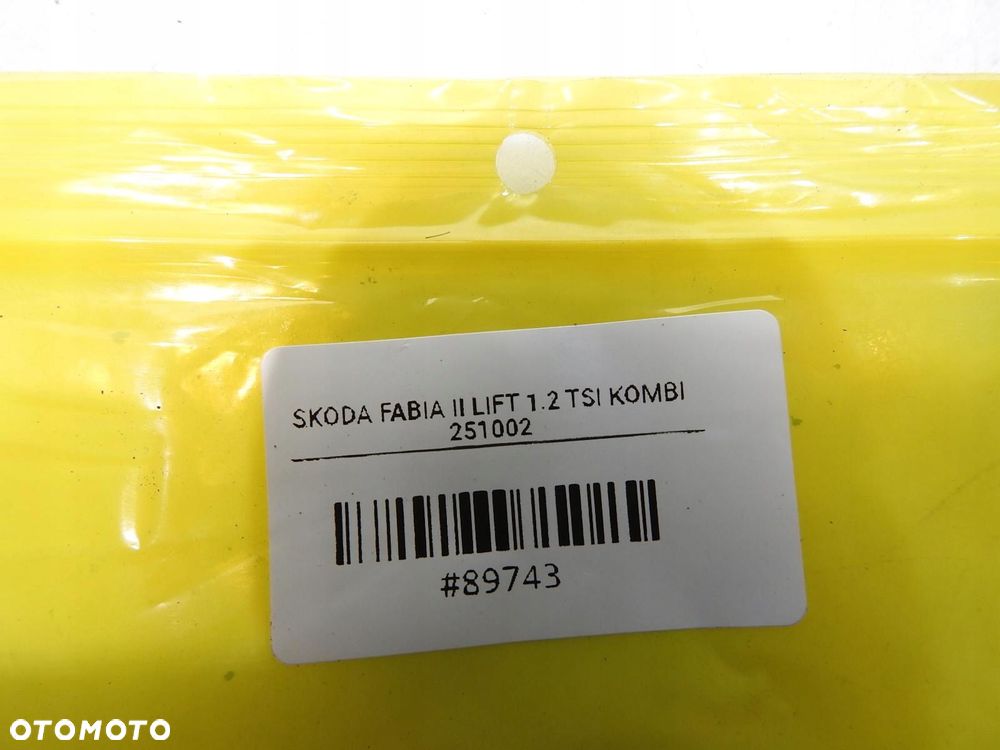 SKODA FABIA II LIFT 1.2 TSI KOMBI
251002
#89743
OTOMOTO